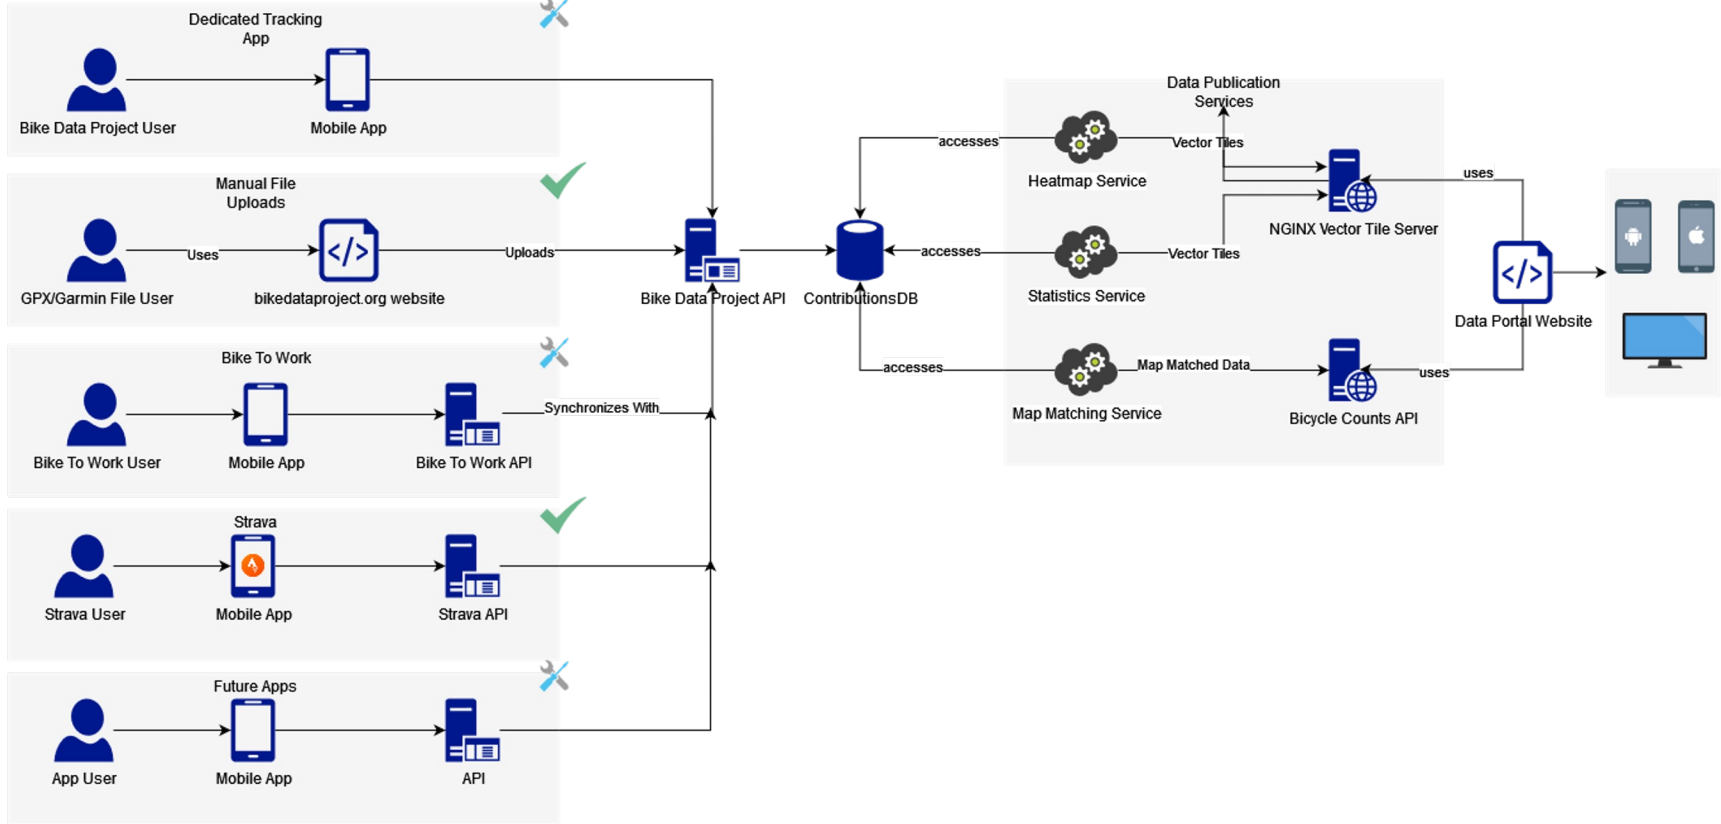 Dedicated Tracking
App
Bike Data Project User
Mobile App
Manual File
Uploads
Uses
Uploads
GPX/Garmin File User
bikedataproject.org website
Bike Data Project API
ContributionsDB
Bike To Work
Synchronizes With
Bike To Work User
Mobile App
Bike To Work API
Strava
Strava User
Mobile App
Strava API
Future Apps
App User
Mobile App
API
Data Publication
Services
accesses
Vector Tiles
Heatmap Service
NGINX Vector Tile Server
accesses
Vector Tiles
Statistics Service
accesses
Map Matched Data
Map Matching Service
Bicycle Counts API
uses
Data Portal Website
uses